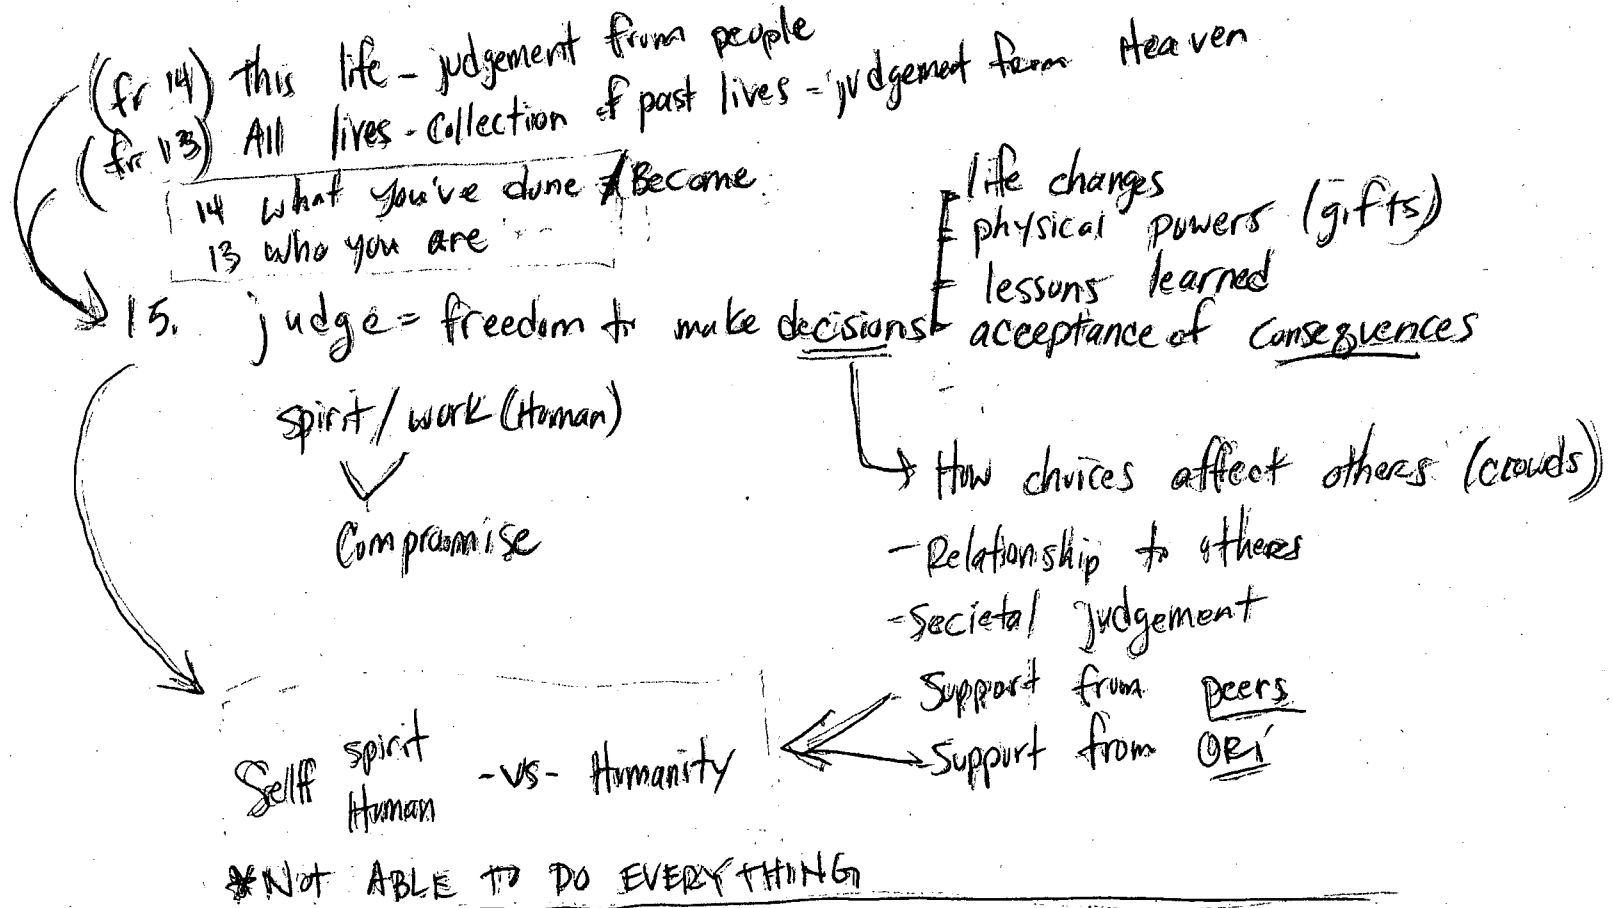 (fr 14) This life - judgement from people
(fr 13) All lives - Collection of past lives - judgement from Heaven
14 what you've done / Become
13 who you are
- life changes
- physical powers (gifts)
- lessons learned
15. judge = freedom to make decisions - acceptance of consequences
spirit / work (Human)
Compromise
How choices affect others (crowds)
- Relationship to others
- Societal judgement
- Support from peers
- Support from ORí
Self spirit Human - vs - Humanity
*NOT ABLE TO DO EVERYTHING